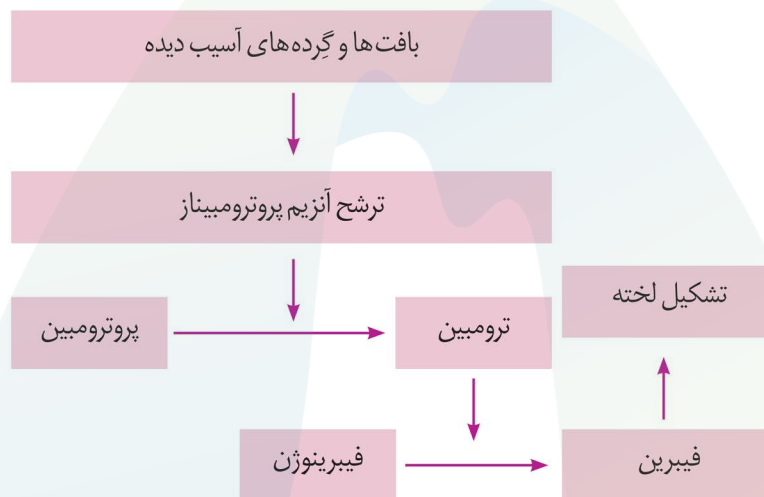 بافت‌ها و گِرده‌های آسیب دیده
ترشح آنزیم پروترومبیناز
تشکیل لخته
ترومبین
پروترومبین
فیبرین
فیبرینوژن